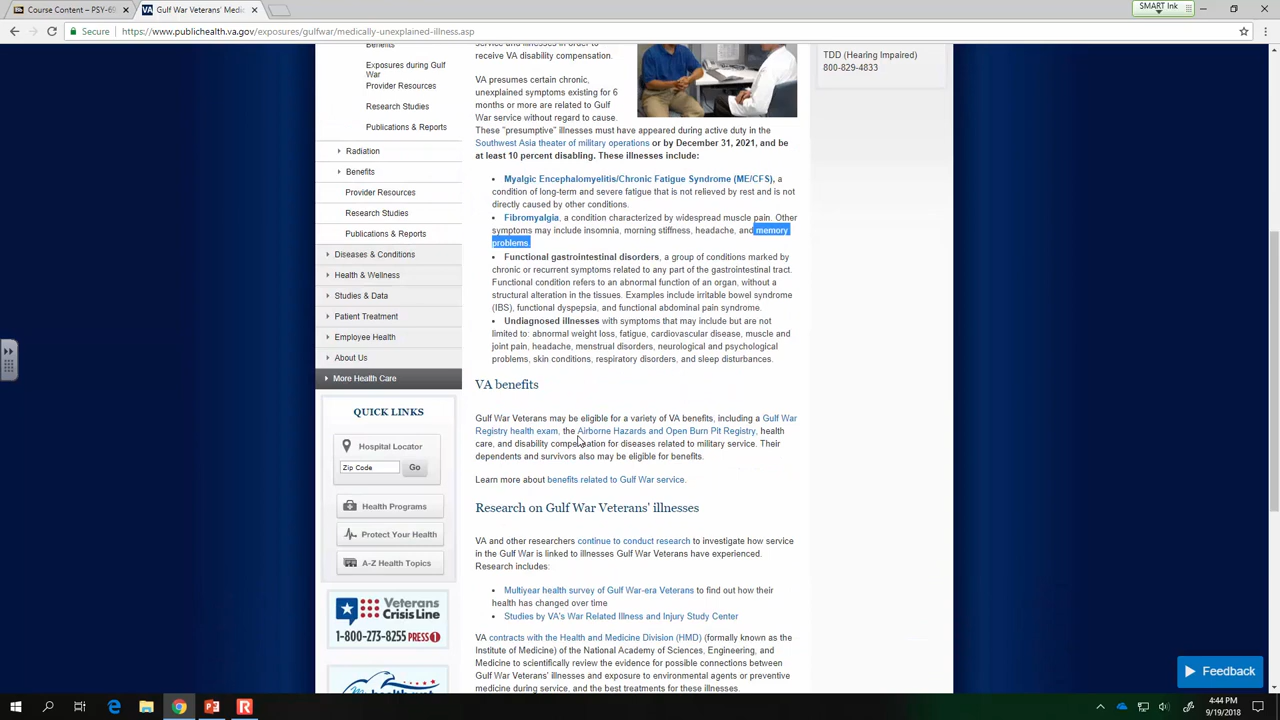 Course Content – PSY-69
Gulf War Veterans' Medi
SMART Ink
Secure
https://www.publichealth.va.gov/exposures/gulfwar/medically-unexplained-illness.asp
Benefits
Exposures during Gulf
War
Provider Resources
Research Studies
Publications & Reports
Radiation
Benefits
Provider Resources
Research Studies
Publications & Reports
Diseases & Conditions
Health & Wellness
Studies & Data
Patient Treatment
Employee Health
About Us
More Health Care
QUICK LINKS
Hospital Locator
Zip Code Go
Health Programs
Protect Your Health
A-Z Health Topics
Veterans
Crisis Line
1-800-273-8255 PRESS 1
service and illnesses in order to
receive VA disability compensation.
VA presumes certain chronic,
unexplained symptoms existing for 6
months or more are related to Gulf
War service without regard to cause.
These "presumptive" illnesses must have appeared during active duty in the
Southwest Asia theater of military operations or by December 31, 2021, and be
at least 10 percent disabling. These illnesses include:
• Myalgic Encephalomyelitis/Chronic Fatigue Syndrome (ME/CFS), a
condition of long-term and severe fatigue that is not relieved by rest and is not
directly caused by other conditions.
• Fibromyalgia, a condition characterized by widespread muscle pain. Other
symptoms may include insomnia, morning stiffness, headache, and memory
problems.
• Functional gastrointestinal disorders, a group of conditions marked by
chronic or recurrent symptoms related to any part of the gastrointestinal tract.
Functional condition refers to an abnormal function of an organ, without a
structural alteration in the tissues. Examples include irritable bowel syndrome
(IBS), functional dyspepsia, and functional abdominal pain syndrome.
• Undiagnosed illnesses with symptoms that may include but are not
limited to: abnormal weight loss, fatigue, cardiovascular disease, muscle and
joint pain, headache, menstrual disorders, neurological and psychological
problems, skin conditions, respiratory disorders, and sleep disturbances.
VA benefits
Gulf War Veterans may be eligible for a variety of VA benefits, including a Gulf War
Registry health exam, the Airborne Hazards and Open Burn Pit Registry, health
care, and disability compensation for diseases related to military service. Their
dependents and survivors also may be eligible for benefits.
Learn more about benefits related to Gulf War service.
Research on Gulf War Veterans' illnesses
VA and other researchers continue to conduct research to investigate how service
in the Gulf War is linked to illnesses Gulf War Veterans have experienced.
Research includes:
• Multiyear health survey of Gulf War-era Veterans to find out how their
health has changed over time
• Studies by VA's War Related Illness and Injury Study Center
VA contracts with the Health and Medicine Division (HMD) (formally known as the
Institute of Medicine) of the National Academy of Sciences, Engineering, and
Medicine to scientifically review the evidence for possible connections between
Gulf War Veterans' illnesses and exposure to environmental agents or preventive
medicine during service, and the best treatments for these illnesses.
TDD (Hearing Impaired)
800-829-4833
Feedback
4:44 PM
9/19/2018